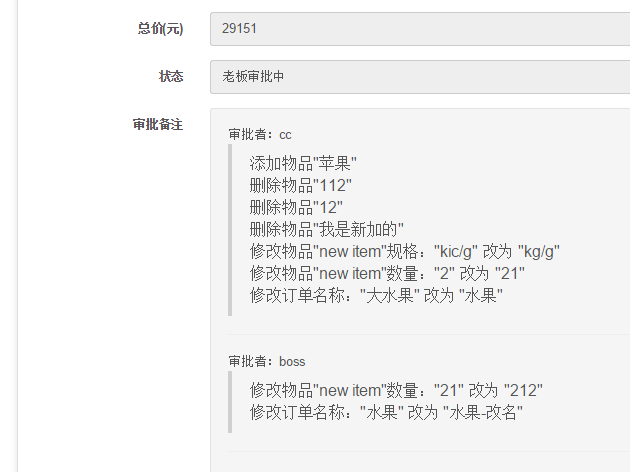 总价(元) 29151
状态 老板审批中
审批备注
审批者：cc
添加物品"苹果"
删除物品"112"
删除物品"12"
删除物品"我是新加的"
修改物品"new item"规格："kic/g" 改为 "kg/g"
修改物品"new item"数量："2" 改为 "21"
修改订单名称："大水果" 改为 "水果"
审批者：boss
修改物品"new item"数量："21" 改为 "212"
修改订单名称："水果" 改为 "水果-改名"